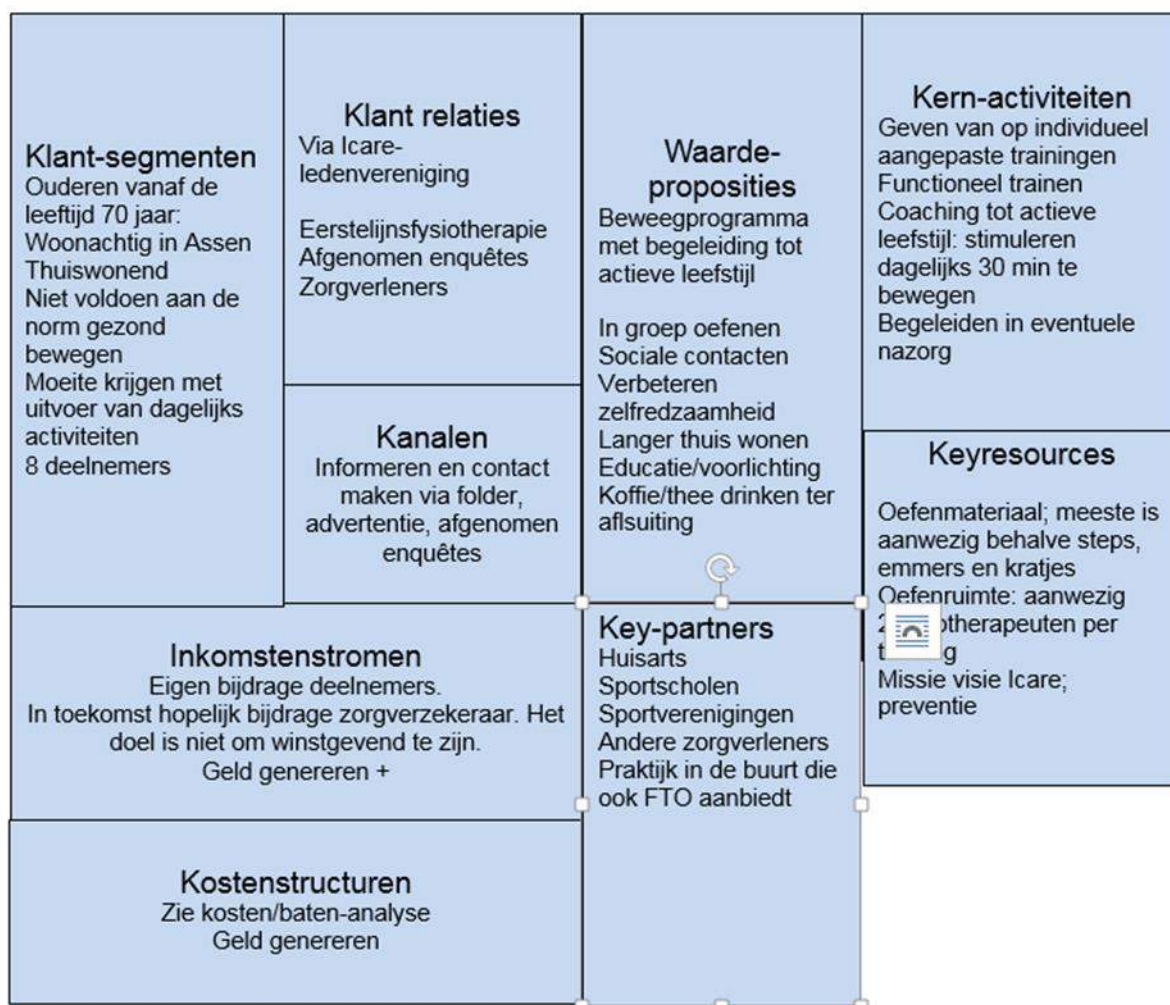 Klant-segmenten
Ouderen vanaf de
leeftijd 70 jaar:
Woonachtig in Assen
Thuiswonend
Niet voldoen aan de
norm gezond
bewegen
Moeite krijgen met
uitvoer van dagelijks
activiteiten
8 deelnemers
Klant relaties
Via Icare-
ledenvereniging
Eerstelijnsfysiotherapie
Afgenomen enquêtes
Zorgverleners
Kanalen
Informeren en contact
maken via folder,
advertentie, afgenomen
enquêtes
Waarde-
proposities
Beweegprogramma
met begeleiding tot
actieve leefstijl
In groep oefenen
Sociale contacten
Verbeteren
zelfredzaamheid
Langer thuis wonen
Educatie/voorlichting
Koffie/thee drinken ter
aflsuiting
Kern-activiteiten
Geven van op individueel
aangepaste trainingen
Functioneel trainen
Coaching tot actieve
leefstijl: stimuleren
dagelijks 30 min te
bewegen
Begeleiden in eventuele
nazorg
Keyresources
Oefenmateriaal; meeste is
aanwezig behalve steps,
emmers en kratjes
Oefenruimte: aanwezig
per
Missie visie Icare;
preventie
Inkomstenstromen
Eigen bijdrage deelnemers.
In toekomst hopelijk bijdrage zorgverzekeraar. Het
doel is niet om winstgevend te zijn.
Geld genereren +
Key-partners
Huisarts
Sportscholen
Sportverenigingen
Andere zorgverleners
Praktijk in de buurt die
ook FTO aanbiedt
Kostenstructuren
Zie kosten/baten-analyse
Geld genereren